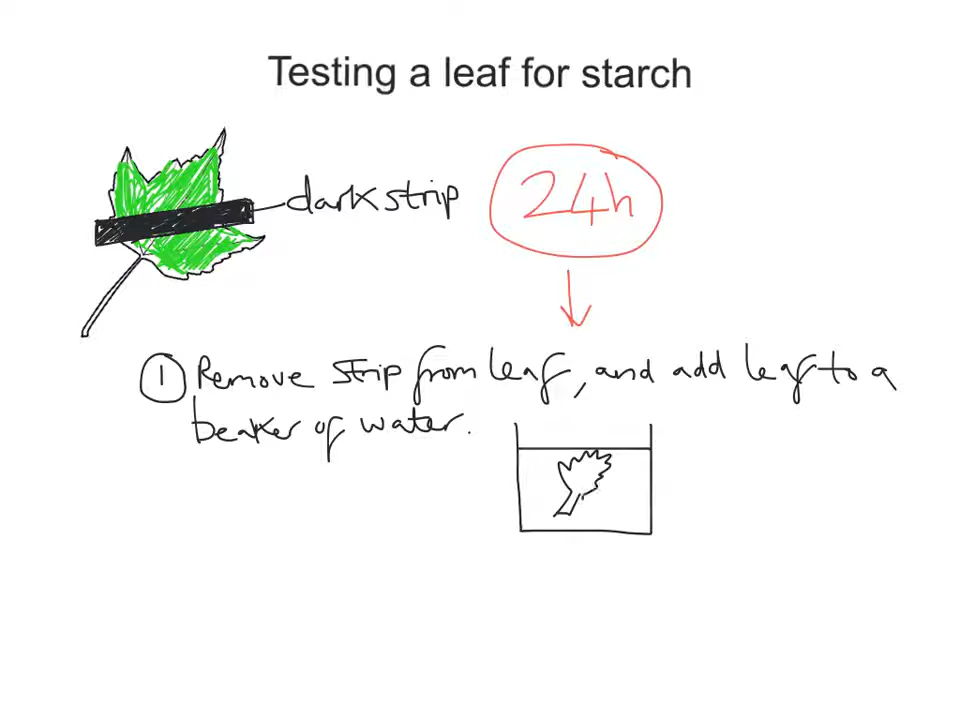 Testing a leaf for starch
dark strip
24h
1 Remove strip from leaf, and add leaf to a
beaker of water.